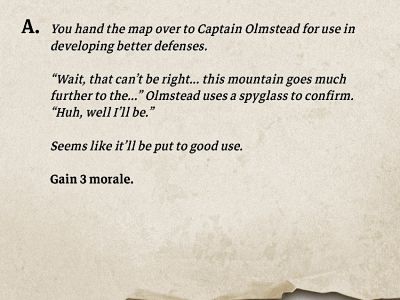 A. You hand the map over to Captain Olmstead for use in
developing better defenses.
“Wait, that can’t be right... this mountain goes much
further to the...” Olmstead uses a spyglass to confirm.
“Huh, well I’ll be.”
Seems like it’ll be put to good use.
Gain 3 morale.